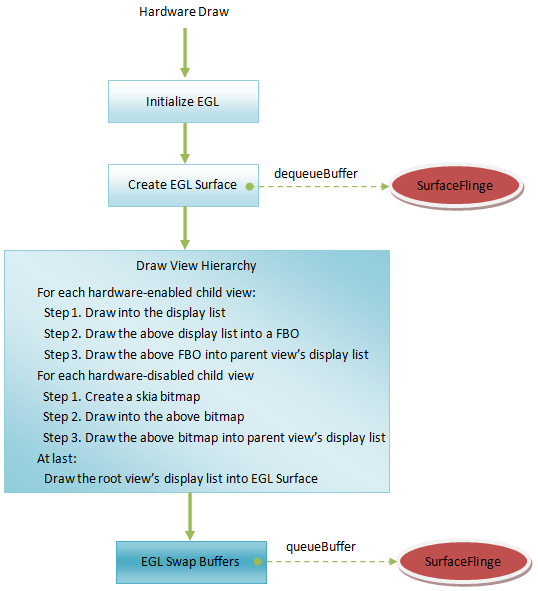 Hardware Draw
Initialize EGL
Create EGL Surface
dequeueBuffer
SurfaceFlinge
Draw View Hierarchy
For each hardware-enabled child view:
Step 1. Draw into the display list
Step 2. Draw the above display list into a FBO
Step 3. Draw the above FBO into parent view's display list
For each hardware-disabled child view
Step 1. Create a skia bitmap
Step 2. Draw into the above bitmap
Step 3. Draw the above bitmap into parent view's display list
At last:
Draw the root view's display list into EGL Surface
EGL Swap Buffers
queueBuffer
SurfaceFlinge